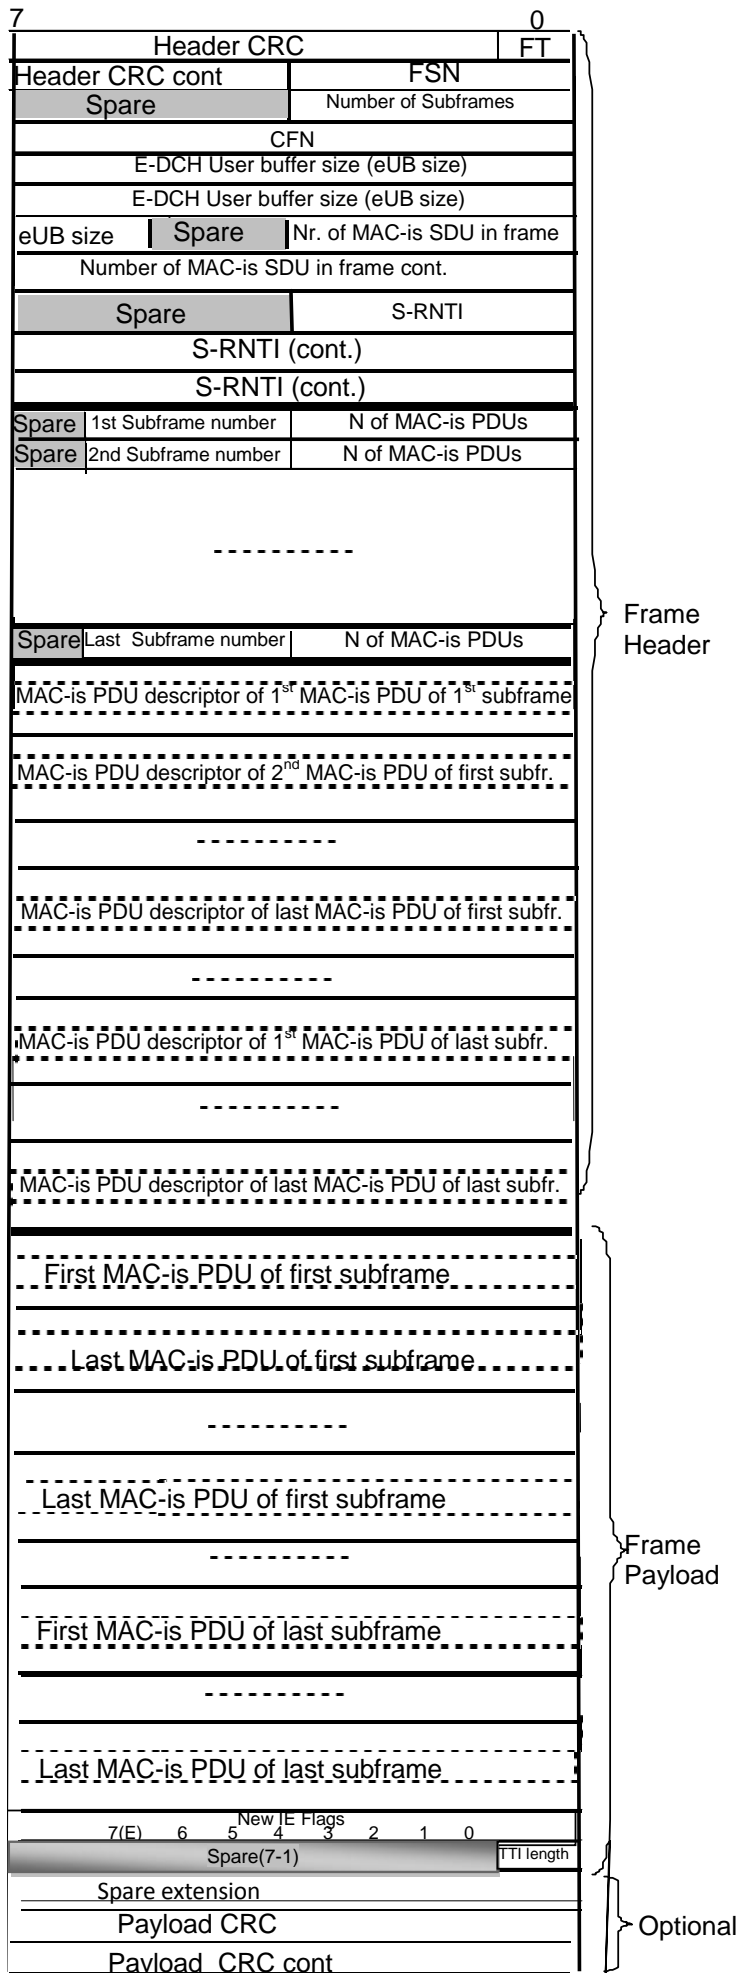 7 0
Header CRC FT
Header CRC cont FSN
Spare Number of Subframes
CFN
E-DCH User buffer size (eUB size)
E-DCH User buffer size (eUB size)
eUB size Spare Nr. of MAC-is SDU in frame
Number of MAC-is SDU in frame cont.
Spare S-RNTI
S-RNTI (cont.)
S-RNTI (cont.)
Spare 1st Subframe number N of MAC-is PDUs
Spare 2nd Subframe number N of MAC-is PDUs
Frame
Header
Spare Last Subframe number N of MAC-is PDUs
MAC-is PDU descriptor of 1st MAC-is PDU of 1st subframe
MAC-is PDU descriptor of 2nd MAC-is PDU of first subfr.
MAC-is PDU descriptor of last MAC-is PDU of first subfr.
MAC-is PDU descriptor of 1st MAC-is PDU of last subfr.
MAC-is PDU descriptor of last MAC-is PDU of last subfr.
First MAC-is PDU of first subframe
Last MAC-is PDU of first subframe
Last MAC-is PDU of first subframe
Frame
Payload
First MAC-is PDU of last subframe
Last MAC-is PDU of last subframe
New IE Flags
7(E) 6 5 4 3 2 1 0
Spare(7-1) TTI length
Spare extension
Payload CRC
Optional
Payload CRC cont